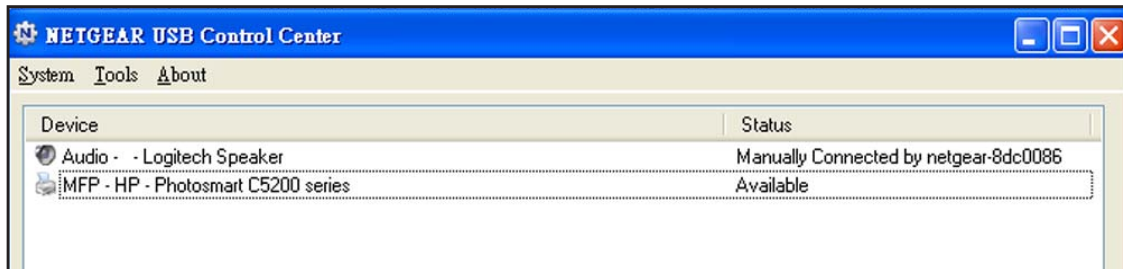 NETGEAR USB Control Center
System Tools About
Device Status
Audio - - Logitech Speaker Manually Connected by netgear-8dc0086
MFP - HP - Photosmart C5200 series Available